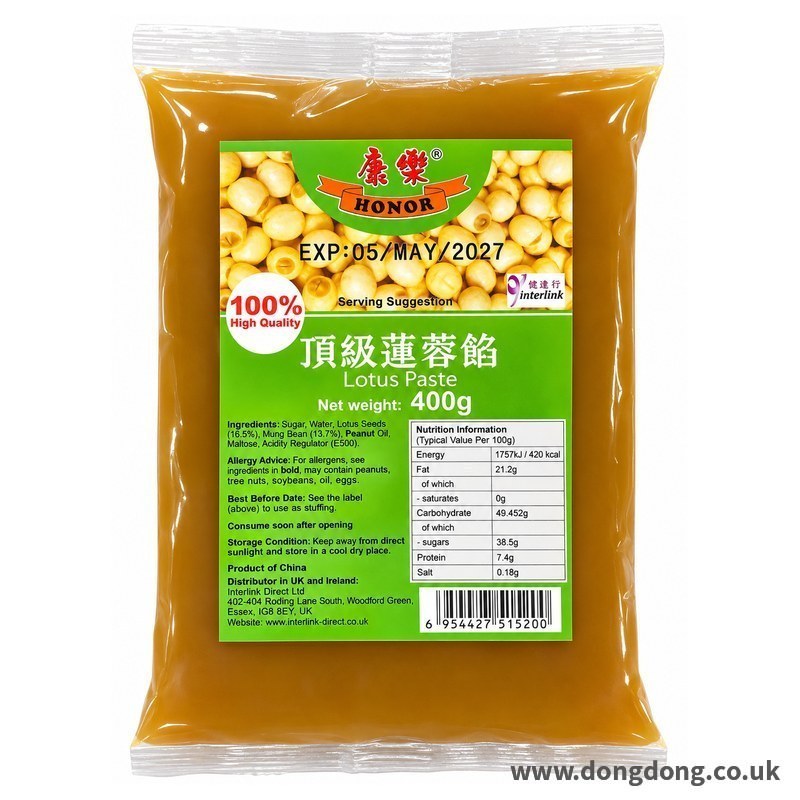 康樂®
HONOR
EXP:05/MAY/2027
健達行
interlink
Serving Suggestion
100%
High Quality
頂級蓮蓉餡
Lotus Paste
Net weight: 400g
Ingredients: Sugar, Water, Lotus Seeds
(16.5%), Mung Bean (13.7%), Peanut Oil,
Maltose, Acidity Regulator (E500).
Allergy Advice: For allergens, see
ingredients in bold, may contain peanuts,
tree nuts, soybeans, oil, eggs.
Best Before Date: See the label
(above) to use as stuffing.
Consume soon after opening
Storage Condition: Keep away from direct
sunlight and store in a cool dry place.
Product of China
Distributor in UK and Ireland:
Interlink Direct Ltd
402-404 Roding Lane South, Woodford Green,
Essex, IG8 8EY, UK
Website: www.interlink-direct.co.uk
Nutrition Information
(Typical Value Per 100g)
Energy 1757kJ / 420 kcal
Fat 21.2g
of which
- saturates 0g
Carbohydrate 49.452g
of which
- sugars 38.5g
Protein 7.4g
Salt 0.18g
6 954427 515200
www.dongdong.co.uk